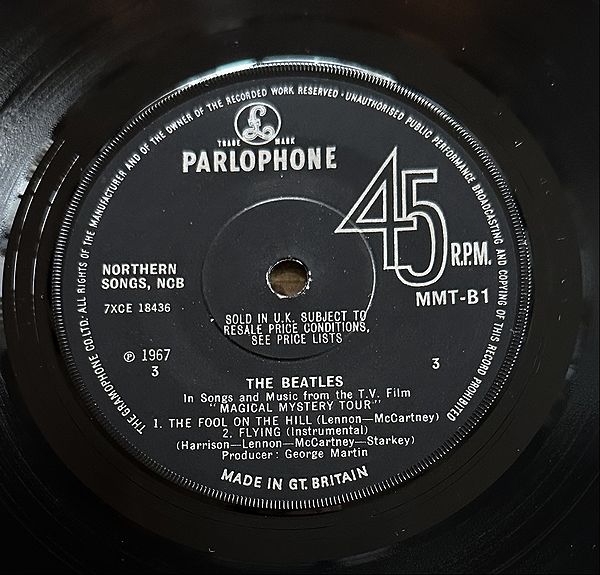 THE GRAMOPHONE CO. LTD. ALL RIGHTS OF THE MANUFACTURER AND OF THE OWNER OF THE RECORDED WORK RESERVED · UNAUTHORISED PUBLIC PERFORMANCE BROADCASTING AND COPYING OF THIS RECORD PROHIBITED
£
TRADE MARK
PARLOPHONE
45 R.P.M.
NORTHERN
SONGS, NCB
MMT-B1
7XCE 18436
SOLD IN U.K. SUBJECT TO
RESALE PRICE CONDITIONS,
SEE PRICE LISTS
℗ 1967
3
3
THE BEATLES
In Songs and Music from the T.V. Film
"MAGICAL MYSTERY TOUR"
1. THE FOOL ON THE HILL (Lennon—McCartney)
2. FLYING (Instrumental)
(Harrison—Lennon—McCartney—Starkey)
Producer: George Martin
MADE IN GT. BRITAIN